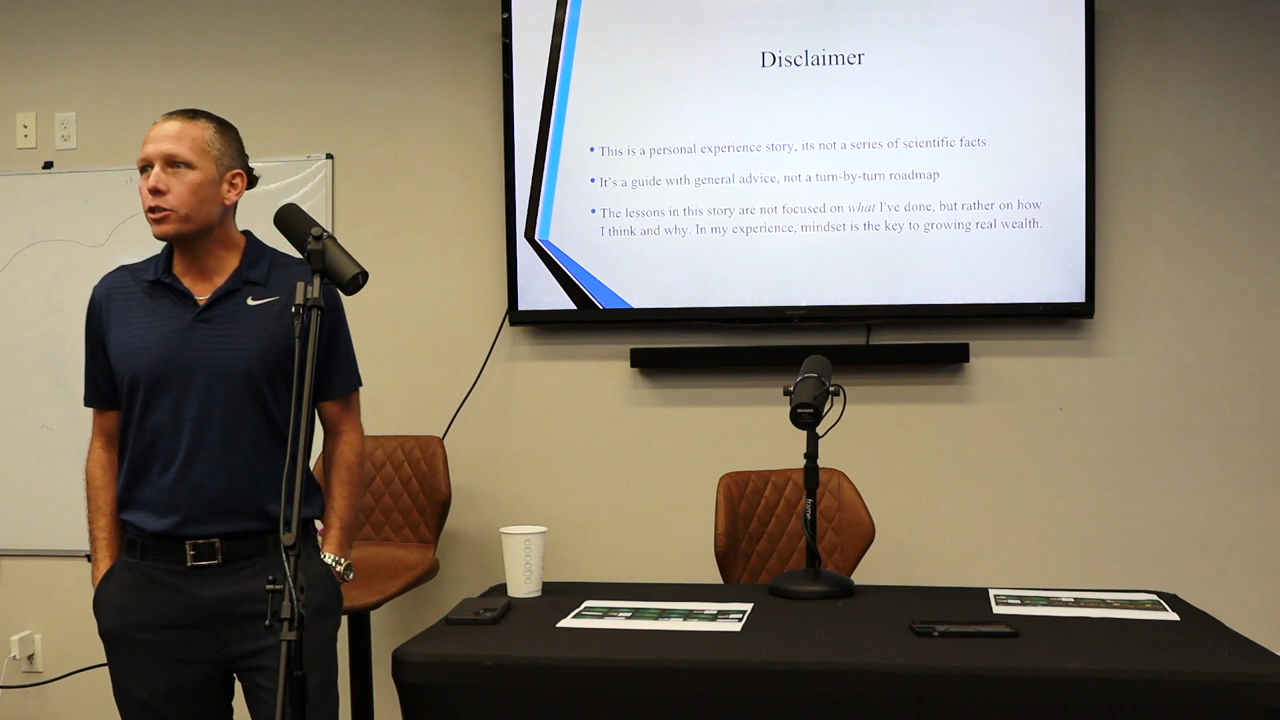 Disclaimer
• This is a personal experience story, its not a series of scientific facts.
• It's a guide with general advice, not a turn-by-turn roadmap.
• The lessons in this story are not focused on what I've done, but rather on how
I think and why. In my experience, mindset is the key to growing real wealth.
SHARP
frame